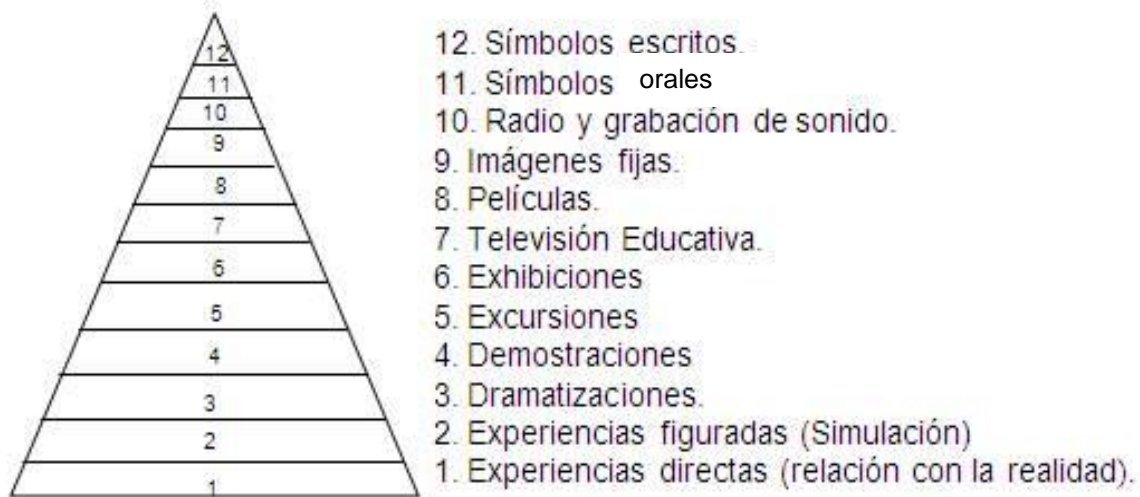 12
11
10
9
8
7
6
5
4
3
2
1
12. Símbolos escritos.
11. Símbolos orales
10. Radio y grabación de sonido.
9. Imágenes fijas.
8. Películas.
7. Televisión Educativa.
6. Exhibiciones
5. Excursiones
4. Demostraciones
3. Dramatizaciones.
2. Experiencias figuradas (Simulación)
1. Experiencias directas (relación con la realidad).